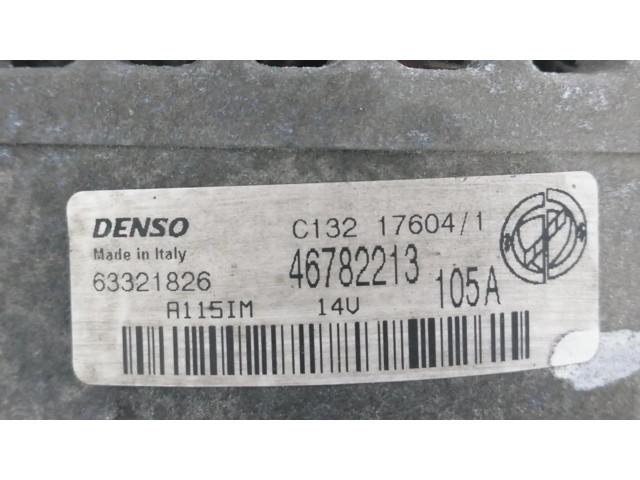 DENSO C132 17604/1
Made in Italy 46782213
63321826 105A
A115IM 14V